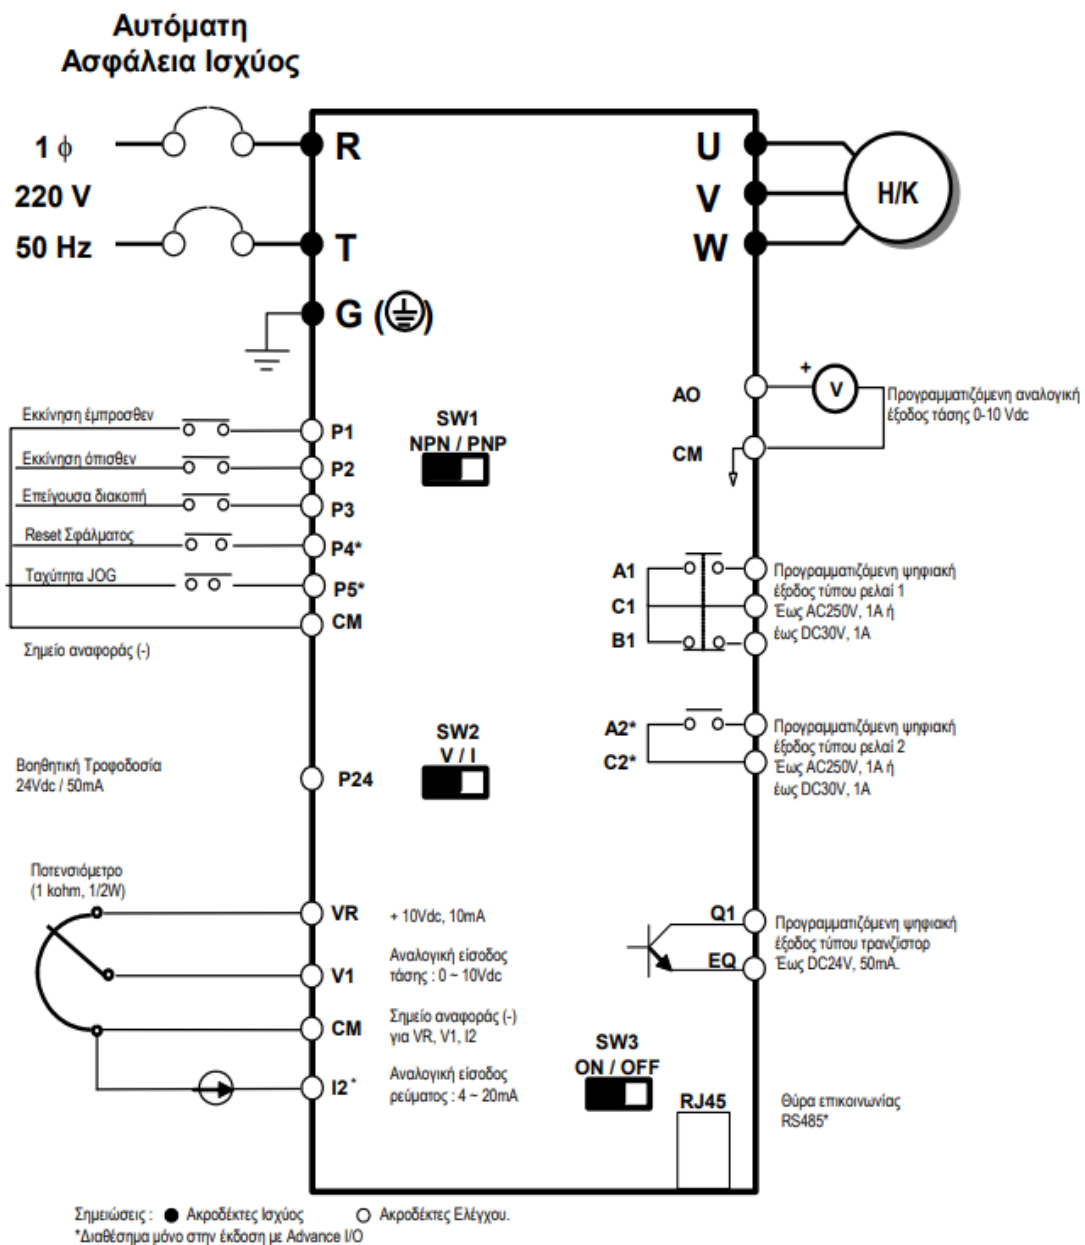 Αυτόματη
Ασφάλεια Ισχύος
1 ϕ
220 V
50 Hz
R
T
G
U
V
W
H/K
Εκκίνηση έμπροσθεν
Εκκίνηση όπισθεν
Επείγουσα διακοπή
Reset Σφάλματος
Ταχύτητα JOG
Σημείο αναφοράς (-)
P1
P2
P3
P4*
P5*
CM
SW1
NPN / PNP
AO
+
V
CM
Προγραμματιζόμενη αναλογική
έξοδος τάσης 0-10 Vdc
A1
C1
B1
Προγραμματιζόμενη ψηφιακή
έξοδος τύπου ρελαί 1
Έως AC250V, 1A ή
έως DC30V, 1A
A2*
C2*
Προγραμματιζόμενη ψηφιακή
έξοδος τύπου ρελαί 2
Έως AC250V, 1A ή
έως DC30V, 1A
Βοηθητική Τροφοδοσία
24Vdc / 50mA
P24
SW2
V / I
Ποτενσιόμετρο
(1 kohm, 1/2W)
VR
+ 10Vdc, 10mA
V1
Αναλογική είσοδος
τάσης : 0 ~ 10Vdc
CM
Σημείο αναφοράς (-)
για VR, V1, I2
I2*
Αναλογική είσοδος
ρεύματος : 4 ~ 20mA
Q1
EQ
Προγραμματιζόμενη ψηφιακή
έξοδος τύπου τρανζίστορ
Έως DC24V, 50mA.
SW3
ON / OFF
RJ45
Θύρα επικοινωνίας
RS485*
Σημειώσεις : Ακροδέκτες Ισχύος Ακροδέκτες Ελέγχου.
*Διαθέσημα μόνο στην έκδοση με Advance I/O